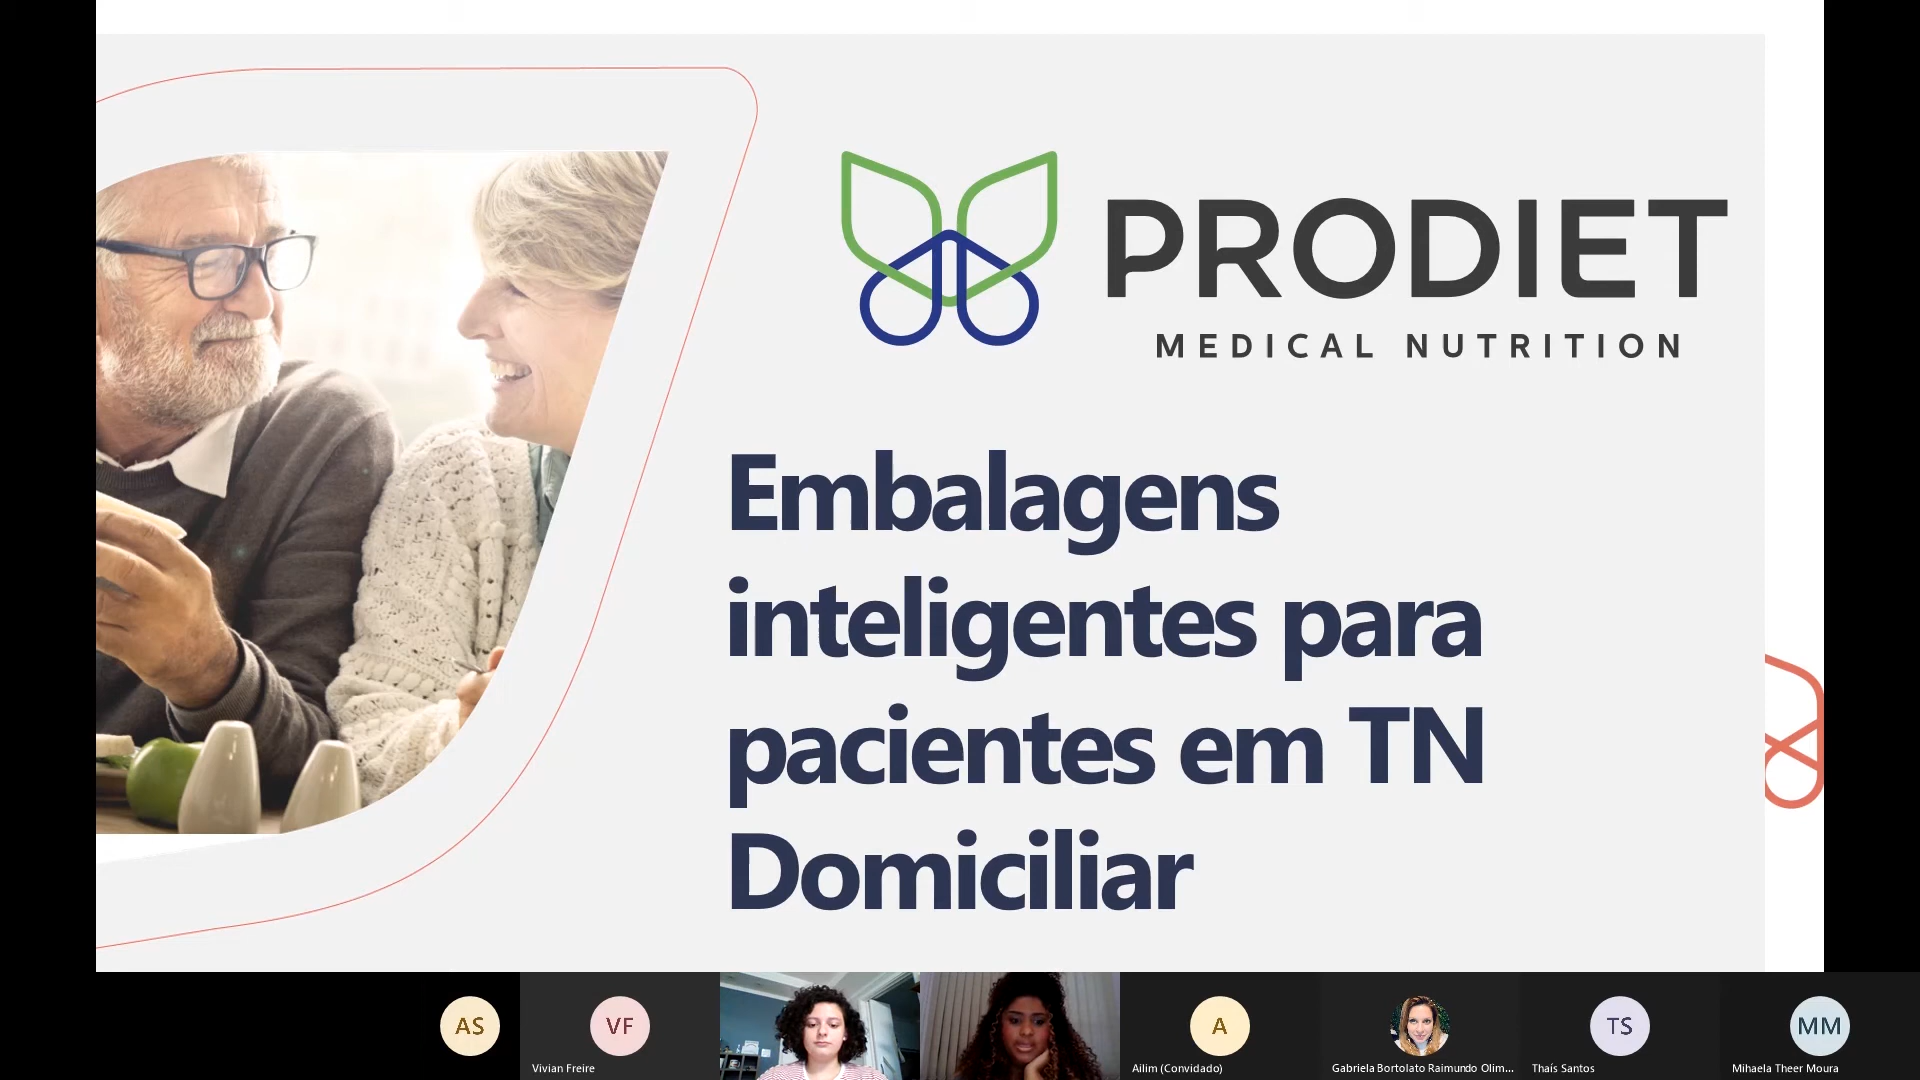 PRODIET
MEDICAL NUTRITION
Embalagens
inteligentes para
pacientes em TN
Domiciliar
AS
VF
Vivian Freire
A
Ailim (Convidado)
Gabriela Bortolato Raimundo Olim...
TS
Thaís Santos
MM
Mihaela Theer Moura